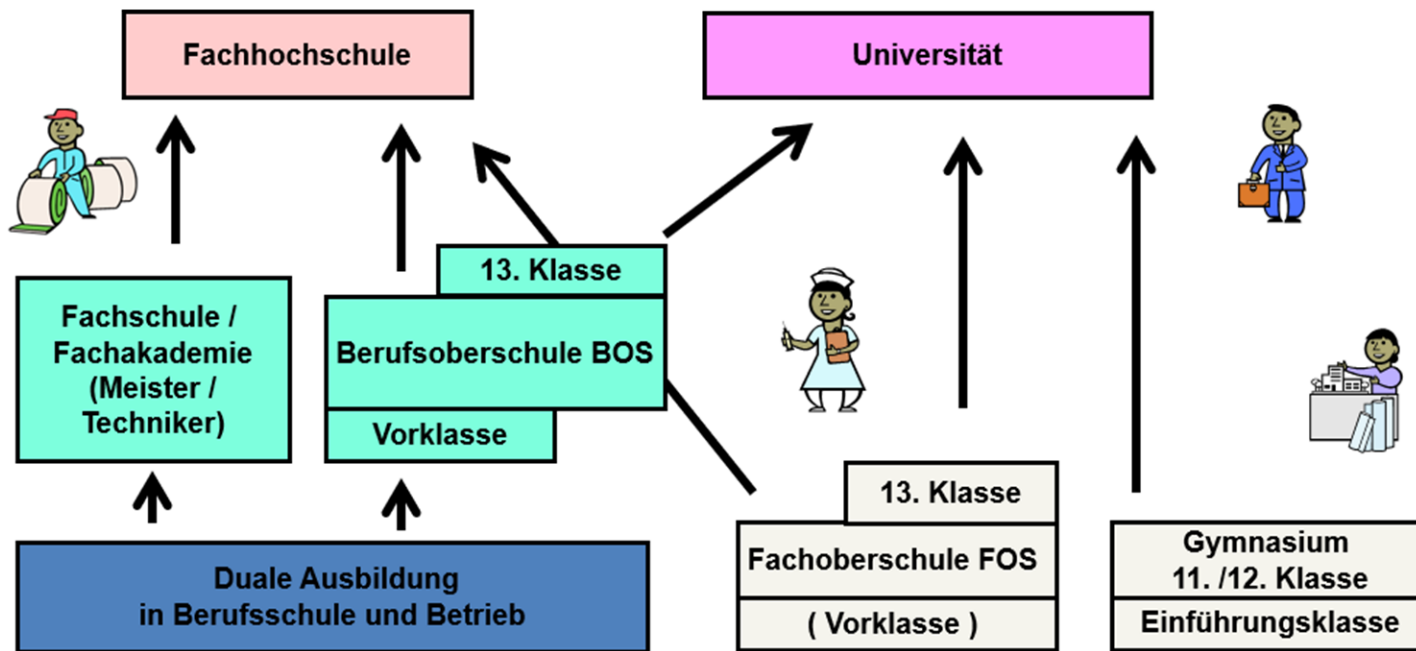 Fachhochschule
Universität
13. Klasse
Fachschule /
Fachakademie
(Meister /
Techniker)
Berufsoberschule BOS
Vorklasse
13. Klasse
Fachoberschule FOS
( Vorklasse )
Gymnasium
11. /12. Klasse
Einführungsklasse
Duale Ausbildung
in Berufsschule und Betrieb